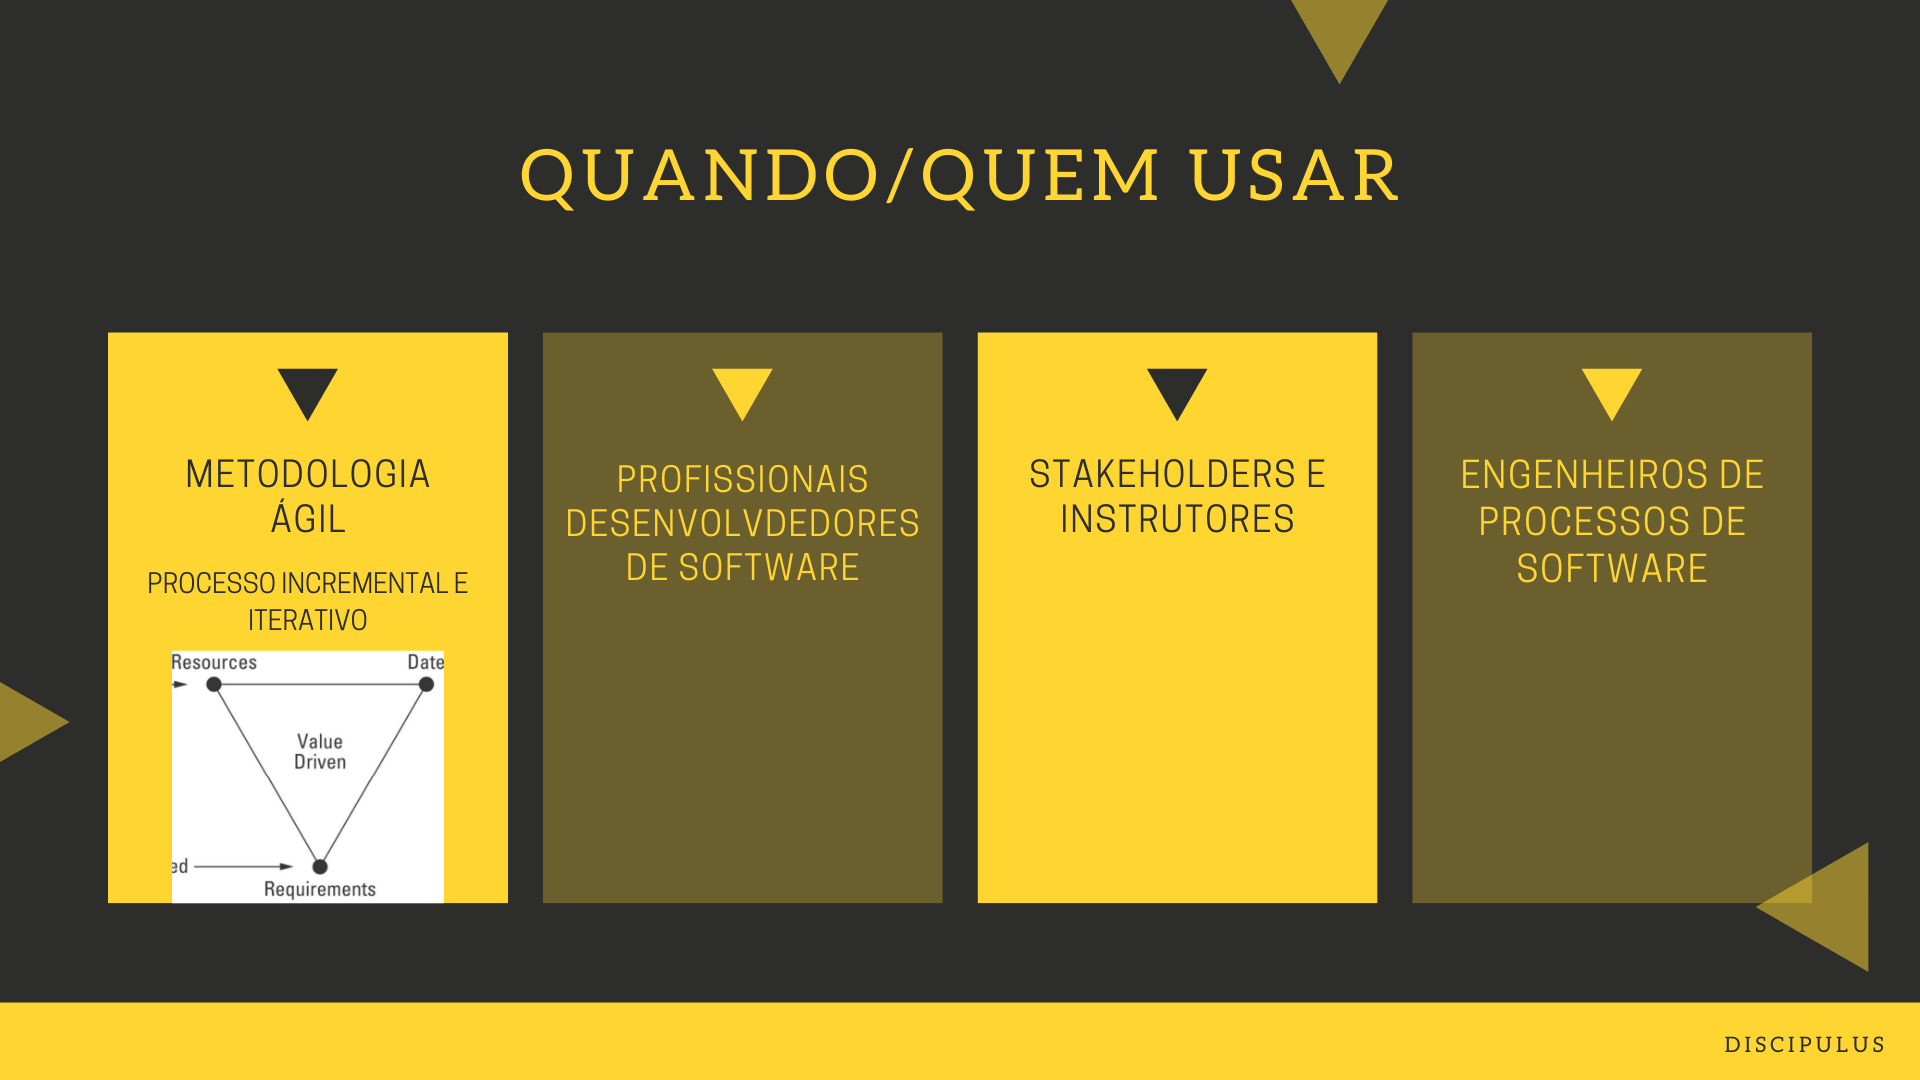 QUANDO/QUEM USAR
METODOLOGIA
ÁGIL
PROCESSO INCREMENTAL E
ITERATIVO
Resources
Date
Value
Driven
ed
Requirements
PROFISSIONAIS
DESENVOLVDEDORES
DE SOFTWARE
STAKEHOLDERS E
INSTRUTORES
ENGENHEIROS DE
PROCESSOS DE
SOFTWARE
DISCIPULUS